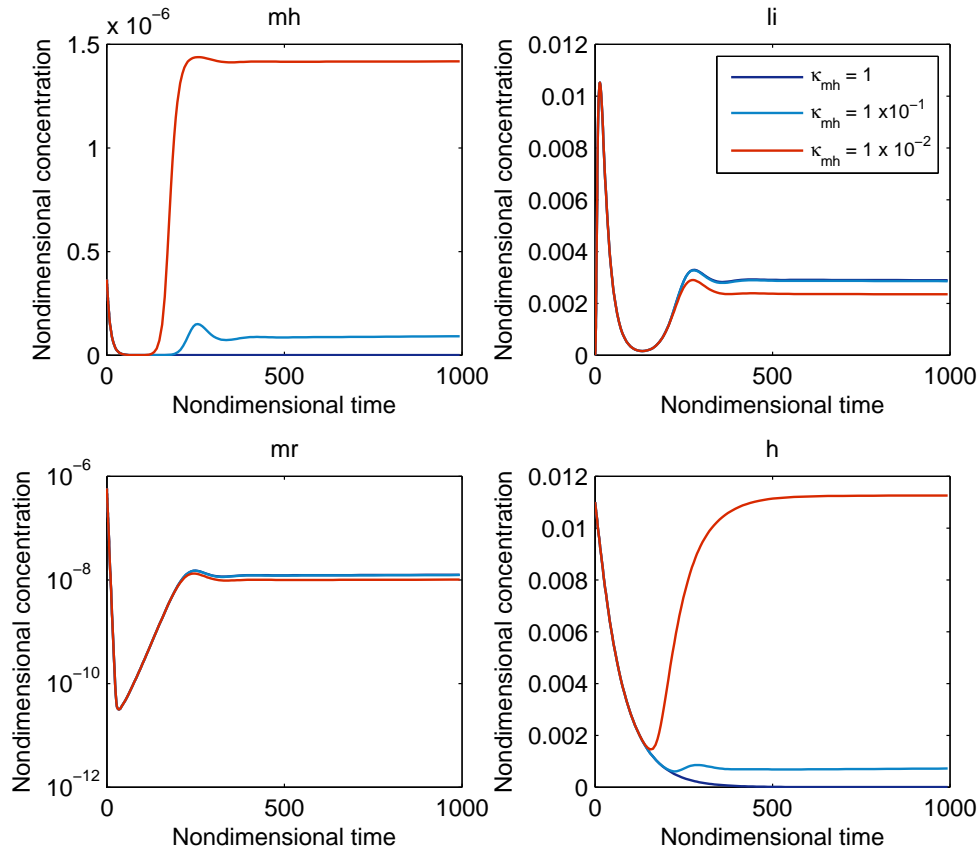 mh
x 10⁻⁶
1.5
1
0.5
0
0 500 1000
Nondimensional concentration
Nondimensional time
li
0.012
0.01
0.008
0.006
0.004
0.002
0
0 500 1000
Nondimensional concentration
Nondimensional time
κmh = 1
κmh = 1 x10⁻¹
κmh = 1 x 10⁻²
mr
10⁻⁶
10⁻⁸
10⁻¹⁰
10⁻¹²
0 500 1000
Nondimensional concentration
Nondimensional time
h
0.012
0.01
0.008
0.006
0.004
0.002
0
0 500 1000
Nondimensional concentration
Nondimensional time